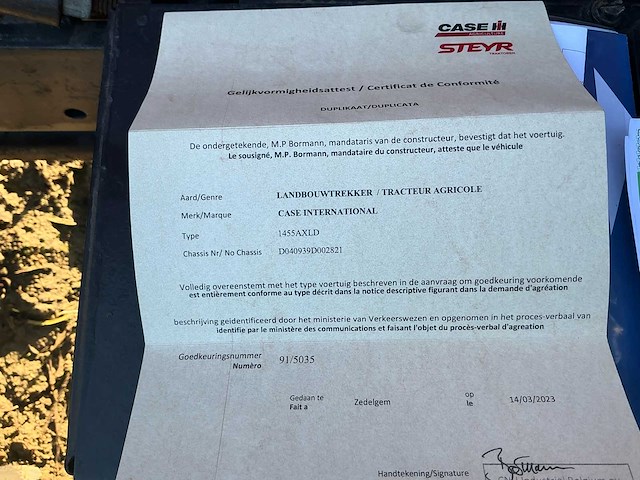 CASE IH
AGRICULTURE
STEYR
TRAKTOREN
Gelijkvormigheidsattest / Certificat de Conformité
DUPLIKAAT/DUPLICATA
De ondergetekende, M.P Bormann, mandataris van de constructeur, bevestigt dat het voertuig.
Le sousigné, M.P. Bormann, mandataire du constructeur, atteste que le véhicule
Aard/Genre LANDBOUWTREKKER / TRACTEUR AGRICOLE
Merk/Marque CASE INTERNATIONAL
Type 1455AXLD
Chassis Nr/ No Chassis D040939D002821
Volledig overeenstemt met het type voertuig beschreven in de aanvraag om goedkeuring voorkomende
est entièrement conforme au type décrit dans la notice descriptive figurant dans la demande d'agréation
beschrijving geidentificeerd door het ministerie van Verkeerswezen en opgenomen in het proces-verbaal van
identifie par le ministère des communications et faisant l'objet du procès-verbal d'agreation
Goedkeuringsnummer 91/5035
Numèro
Gedaan te Zedelgem op 14/03/2023
Fait a le
Handtekening/Signature